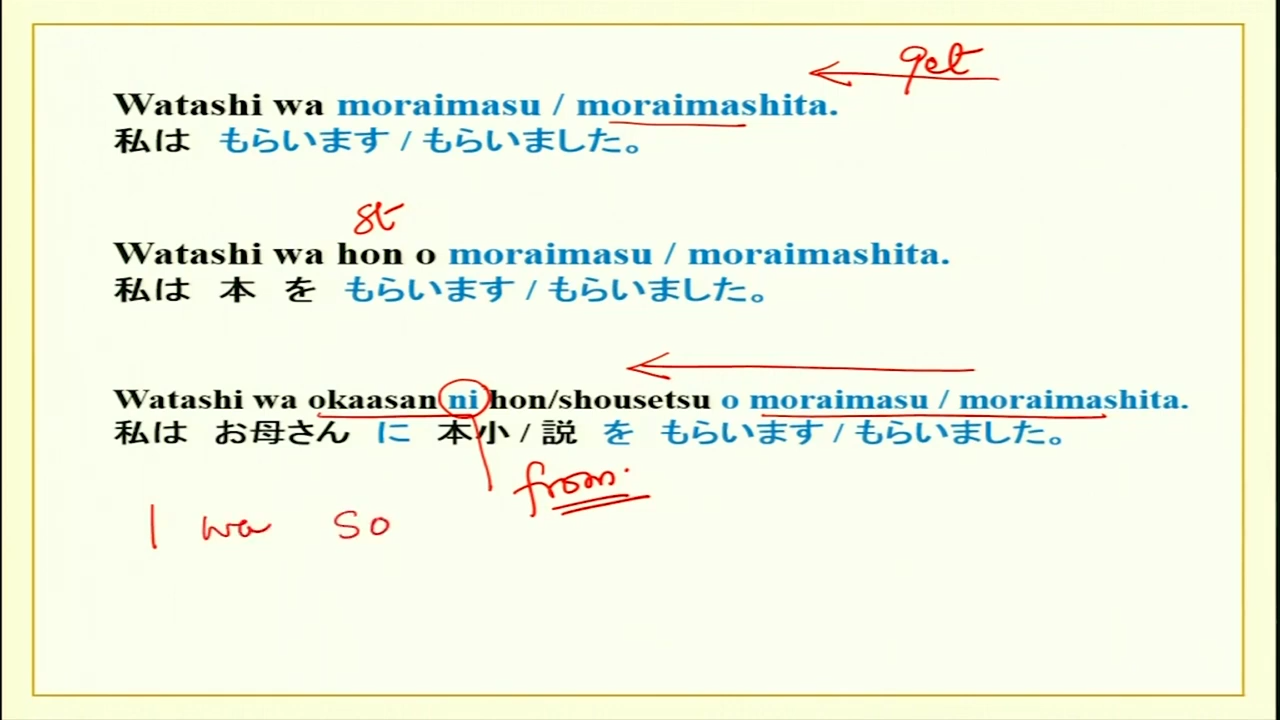 get
Watashi wa moraimasu / moraimashita.
私は もらいます / もらいました。
st
Watashi wa hon o moraimasu / moraimashita.
私は 本 を もらいます / もらいました。
Watashi wa okaasan ni hon/shousetsu o moraimasu / moraimashita.
私は お母さん に 本小 / 説 を もらいます / もらいました。
from.
I wa so